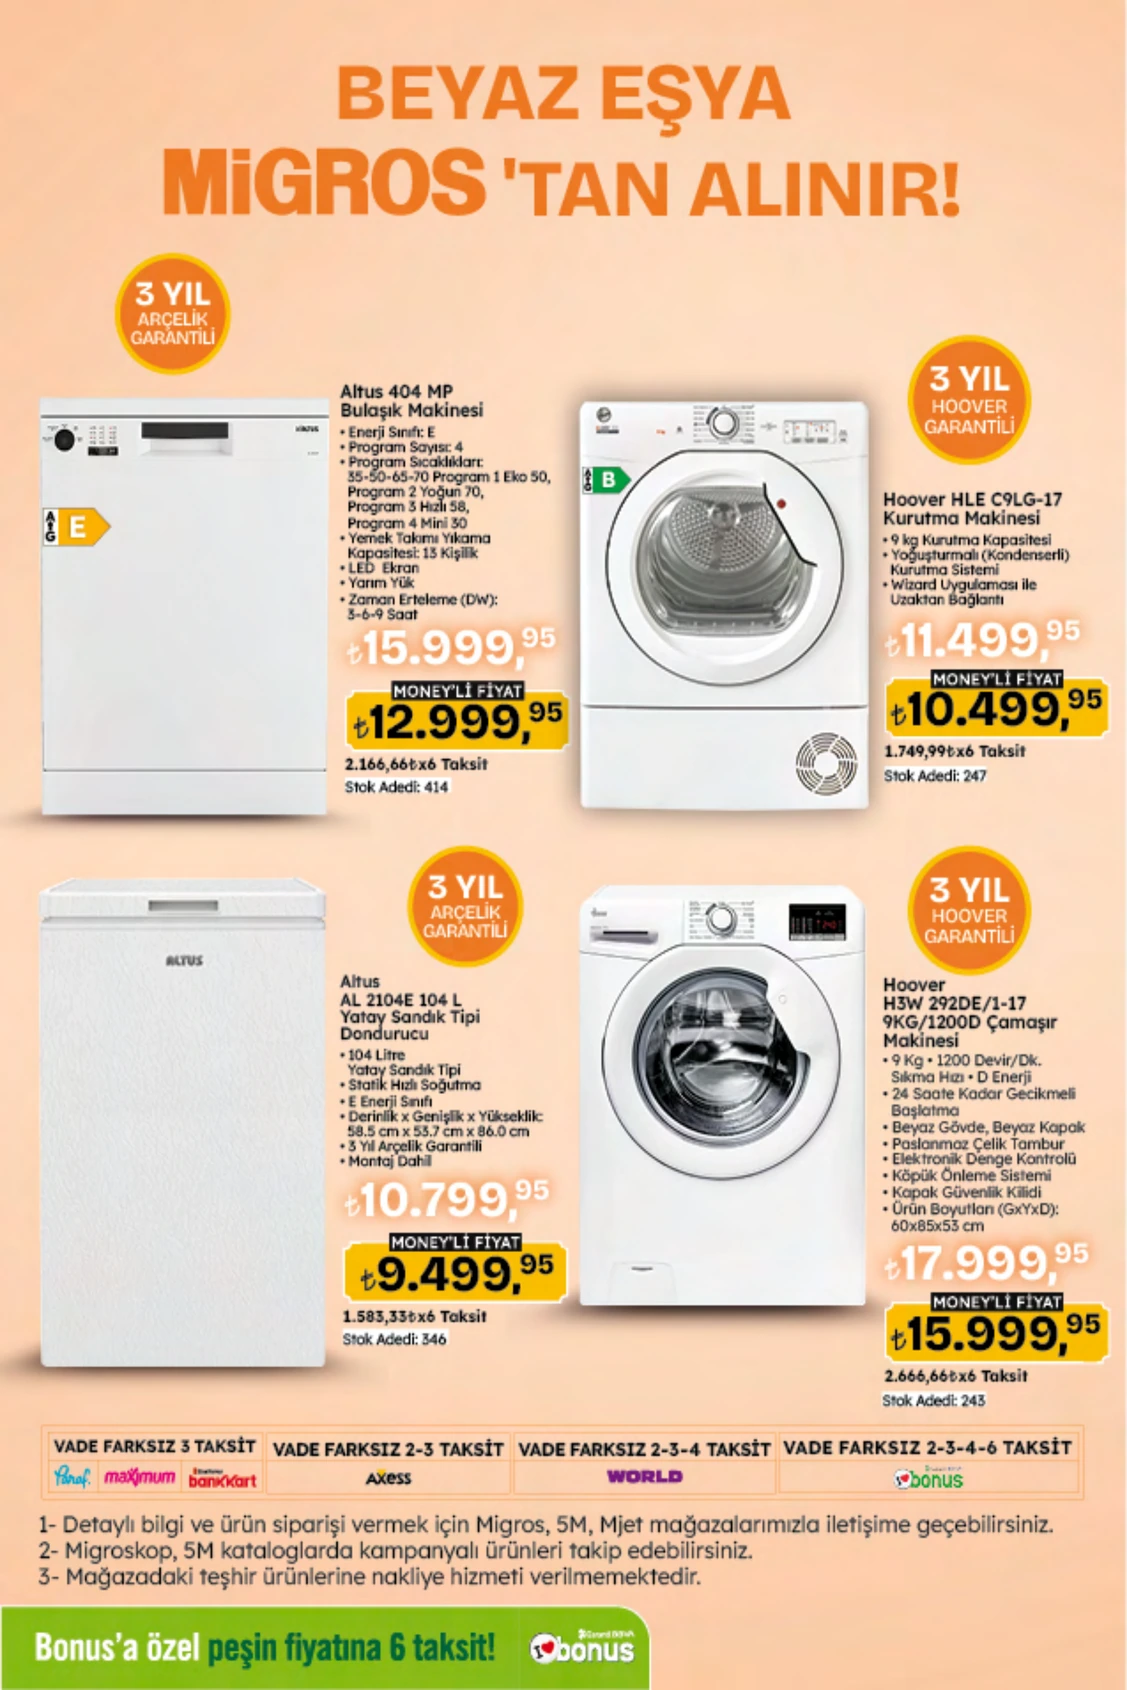 BEYAZ EŞYA
MiGROS 'TAN ALINIR!
3 YIL
ARÇELİK
GARANTİLİ
ALTUS
A
G
E
Altus 404 MP
Bulaşık Makinesi
• Enerji Sınıfı: E
• Program Sayısı: 4
• Program Sıcaklıkları:
35-50-65-70 Program 1 Eko 50,
Program 2 Yoğun 70,
Program 3 Hızlı 58,
Program 4 Mini 30
• Yemek Takımı Yıkama
Kapasitesi: 13 Kişilik
• LED Ekran
• Yarım Yük
• Zaman Erteleme (DW):
3-6-9 Saat
₺15.999,95
MONEY'Lİ FİYAT
₺12.999,95
2.166,66₺x6 Taksit
Stok Adedi: 414
3 YIL
HOOVER
GARANTİLİ
A
G
B
Hoover HLE C9LG-17
Kurutma Makinesi
• 9 kg Kurutma Kapasitesi
• Yoğuşturmalı (Kondenserli)
Kurutma Sistemi
• Wizard Uygulaması ile
Uzaktan Bağlantı
₺11.499,95
MONEY'Lİ FİYAT
₺10.499,95
1.749,99₺x6 Taksit
Stok Adedi: 247
3 YIL
ARÇELİK
GARANTİLİ
ALTUS
Altus
AL 2104E 104 L
Yatay Sandık Tipi
Dondurucu
• 104 Litre
Yatay Sandık Tipi
• Statik Hızlı Soğutma
• E Enerji Sınıfı
• Derinlik x Genişlik x Yükseklik:
58.5 cm x 53.7 cm x 86.0 cm
• 3 Yıl Arçelik Garantili
• Montaj Dahil
₺10.799,95
MONEY'Lİ FİYAT
₺9.499,95
1.583,33₺x6 Taksit
Stok Adedi: 346
3 YIL
HOOVER
GARANTİLİ
Hoover
H3W 292DE/1-17
9KG/1200D Çamaşır
Makinesi
• 9 Kg • 1200 Devir/Dk.
Sıkma Hızı • D Enerji
• 24 Saate Kadar Gecikmeli
Başlatma
• Beyaz Gövde, Beyaz Kapak
• Paslanmaz Çelik Tambur
• Elektronik Denge Kontrolü
• Köpük Önleme Sistemi
• Kapak Güvenlik Kilidi
• Ürün Boyutları (GxYxD):
60x85x53 cm
₺17.999,95
MONEY'Lİ FİYAT
₺15.999,95
2.666,66₺x6 Taksit
Stok Adedi: 243
VADE FARKSIZ 3 TAKSİT
Paraf maximum bankkart
VADE FARKSIZ 2-3 TAKSİT
AXess
VADE FARKSIZ 2-3-4 TAKSİT
WORLD
VADE FARKSIZ 2-3-4-6 TAKSİT
bonus
1- Detaylı bilgi ve ürün siparişi vermek için Migros, 5M, Mjet mağazalarımızla iletişime geçebilirsiniz.
2- Migroskop, 5M kataloglarda kampanyalı ürünleri takip edebilirsiniz.
3- Mağazadaki teşhir ürünlerine nakliye hizmeti verilmemektedir.
Bonus'a özel peşin fiyatına 6 taksit!
Garanti BBVA
bonus